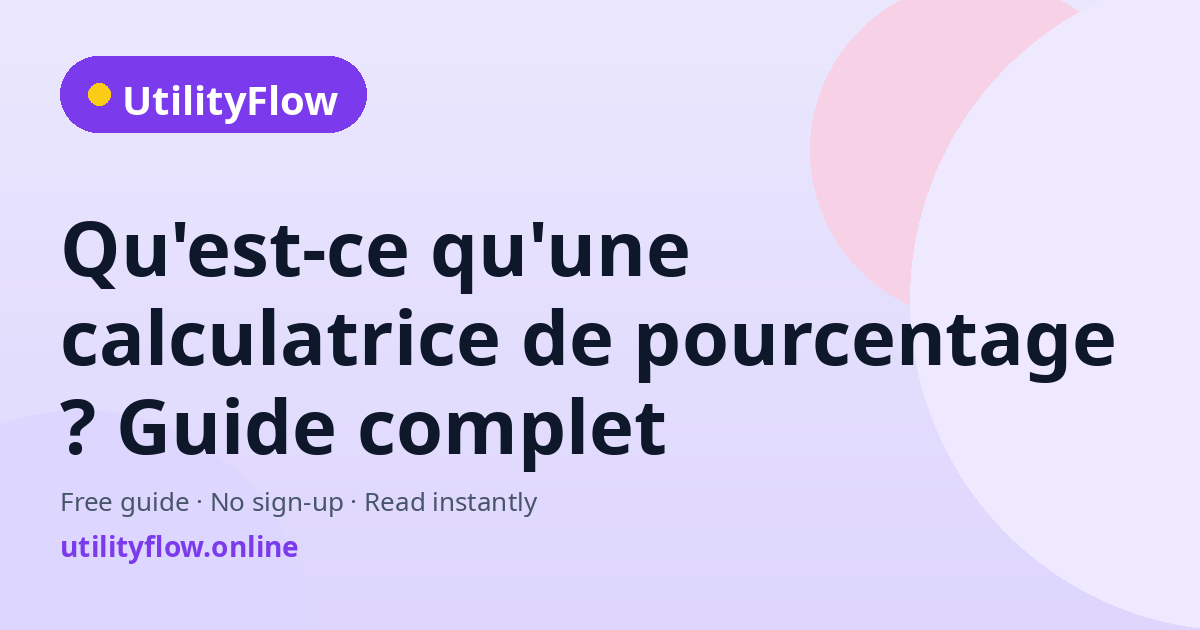 UtilityFlow
Qu'est-ce qu'une
calculatrice de pourcentage
? Guide complet
Free guide · No sign-up · Read instantly
utilityflow.online